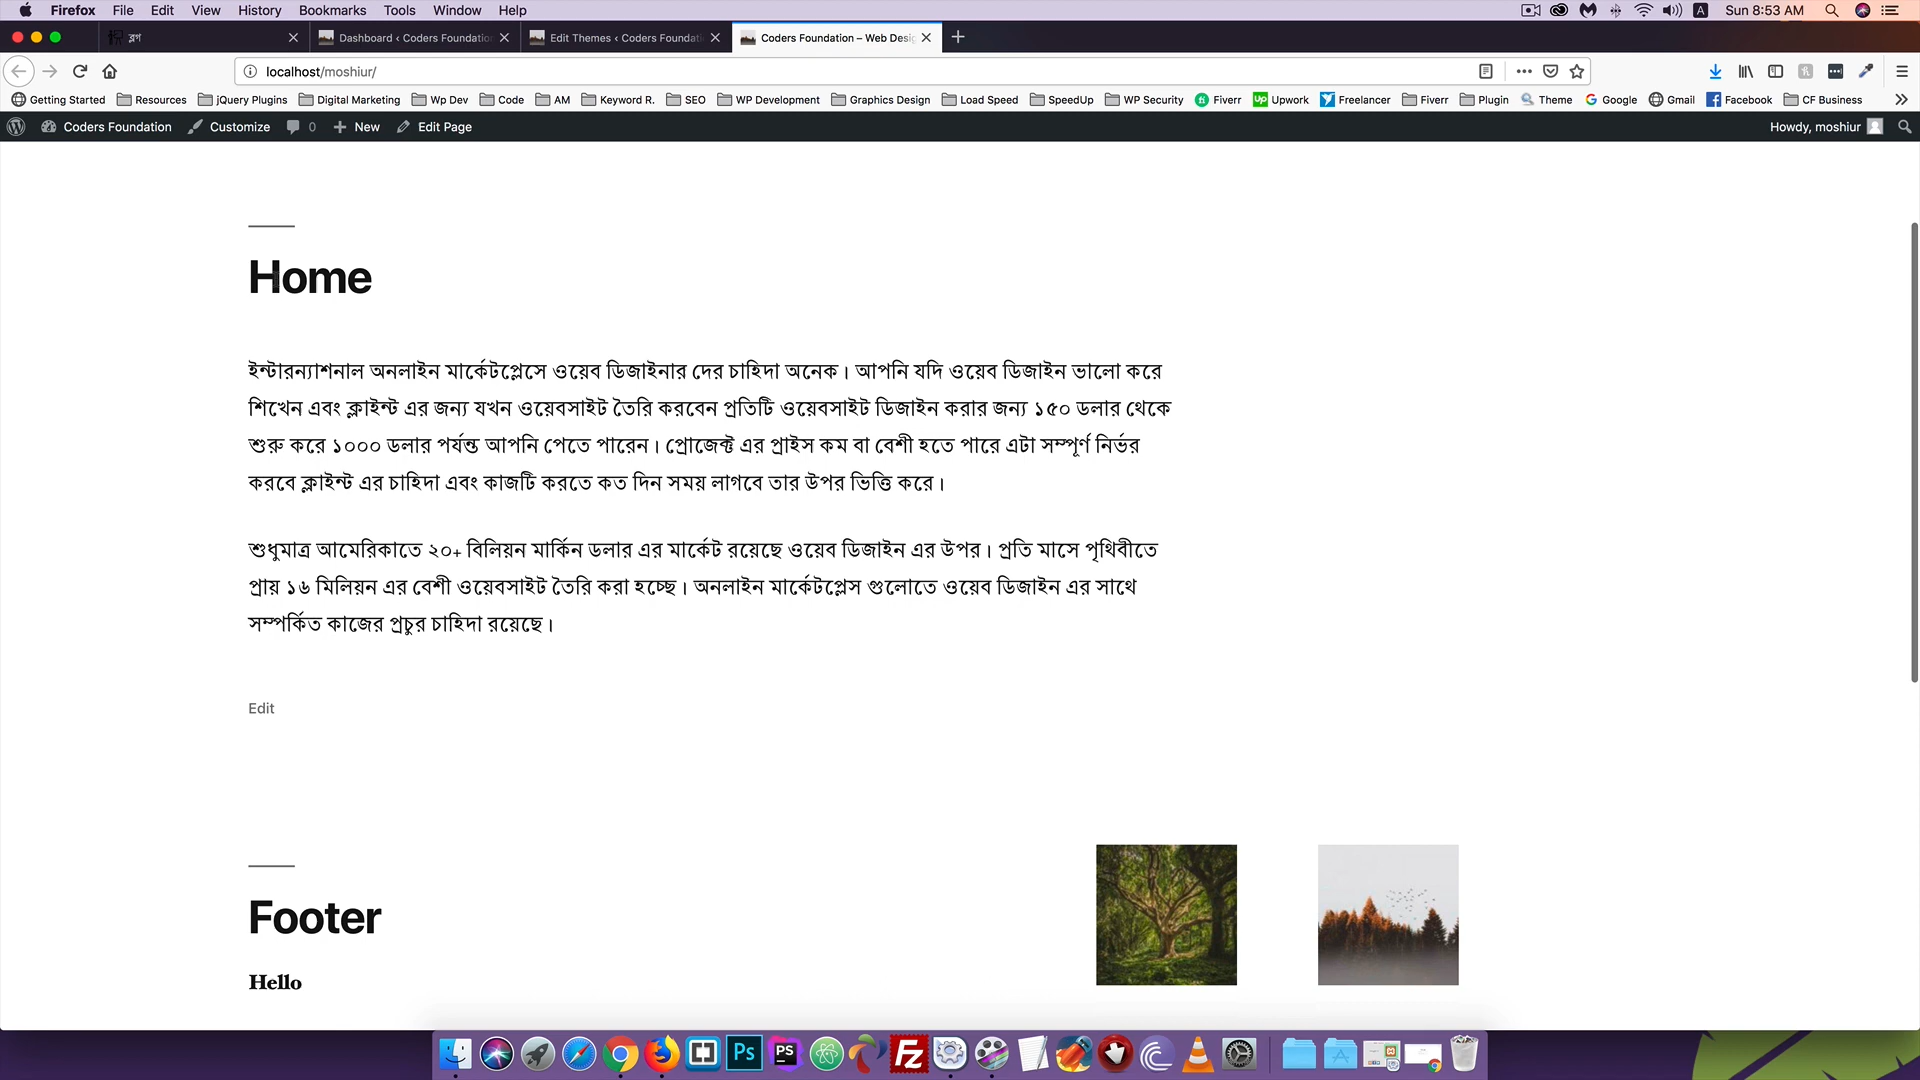 Firefox File Edit View History Bookmarks Tools Window Help
Sun 8:53 AM
ব্লগ
Dashboard ‹ Coders Foundation
Edit Themes ‹ Coders Foundati
Coders Foundation – Web Desig
localhost/moshiur/
Getting Started Resources jQuery Plugins Digital Marketing Wp Dev Code AM Keyword R. SEO WP Development Graphics Design Load Speed SpeedUp WP Security Fiverr Upwork Freelancer Fiverr Plugin Theme Google Gmail Facebook CF Business
Coders Foundation Customize 0 New Edit Page Howdy, moshiur
Home
ইন্টারন্যাশনাল অনলাইন মার্কেটপ্লেসে ওয়েব ডিজাইনার দের চাহিদা অনেক। আপনি যদি ওয়েব ডিজাইন ভালো করে
শিখেন এবং ক্লাইন্ট এর জন্য যখন ওয়েবসাইট তৈরি করবেন প্রতিটি ওয়েবসাইট ডিজাইন করার জন্য ১৫০ ডলার থেকে
শুরু করে ১০০০ ডলার পর্যন্ত আপনি পেতে পারেন। প্রোজেক্ট এর প্রাইস কম বা বেশী হতে পারে এটা সম্পূর্ণ নির্ভর
করবে ক্লাইন্ট এর চাহিদা এবং কাজটি করতে কত দিন সময় লাগবে তার উপর ভিত্তি করে।
শুধুমাত্র আমেরিকাতে ২০+ বিলিয়ন মার্কিন ডলার এর মার্কেট রয়েছে ওয়েব ডিজাইন এর উপর। প্রতি মাসে পৃথিবীতে
প্রায় ১৬ মিলিয়ন এর বেশী ওয়েবসাইট তৈরি করা হচ্ছে। অনলাইন মার্কেটপ্লেস গুলোতে ওয়েব ডিজাইন এর সাথে
সম্পর্কিত কাজের প্রচুর চাহিদা রয়েছে।
Edit
Footer
Hello